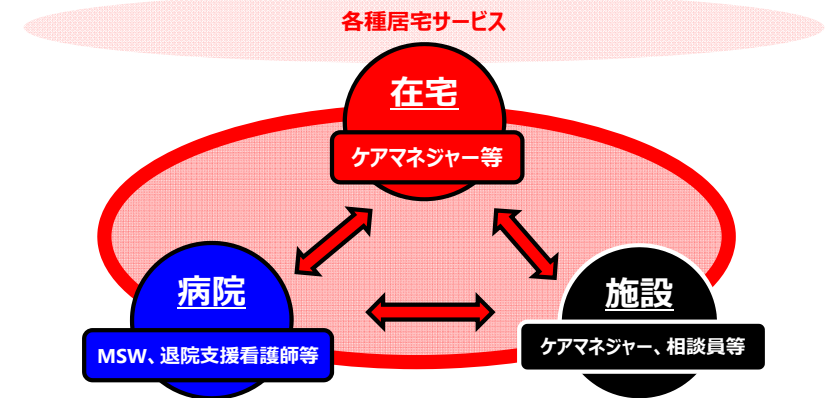 各種居宅サービス
在宅
ケアマネジャー等
病院
MSW、退院支援看護師等
施設
ケアマネジャー、相談員等